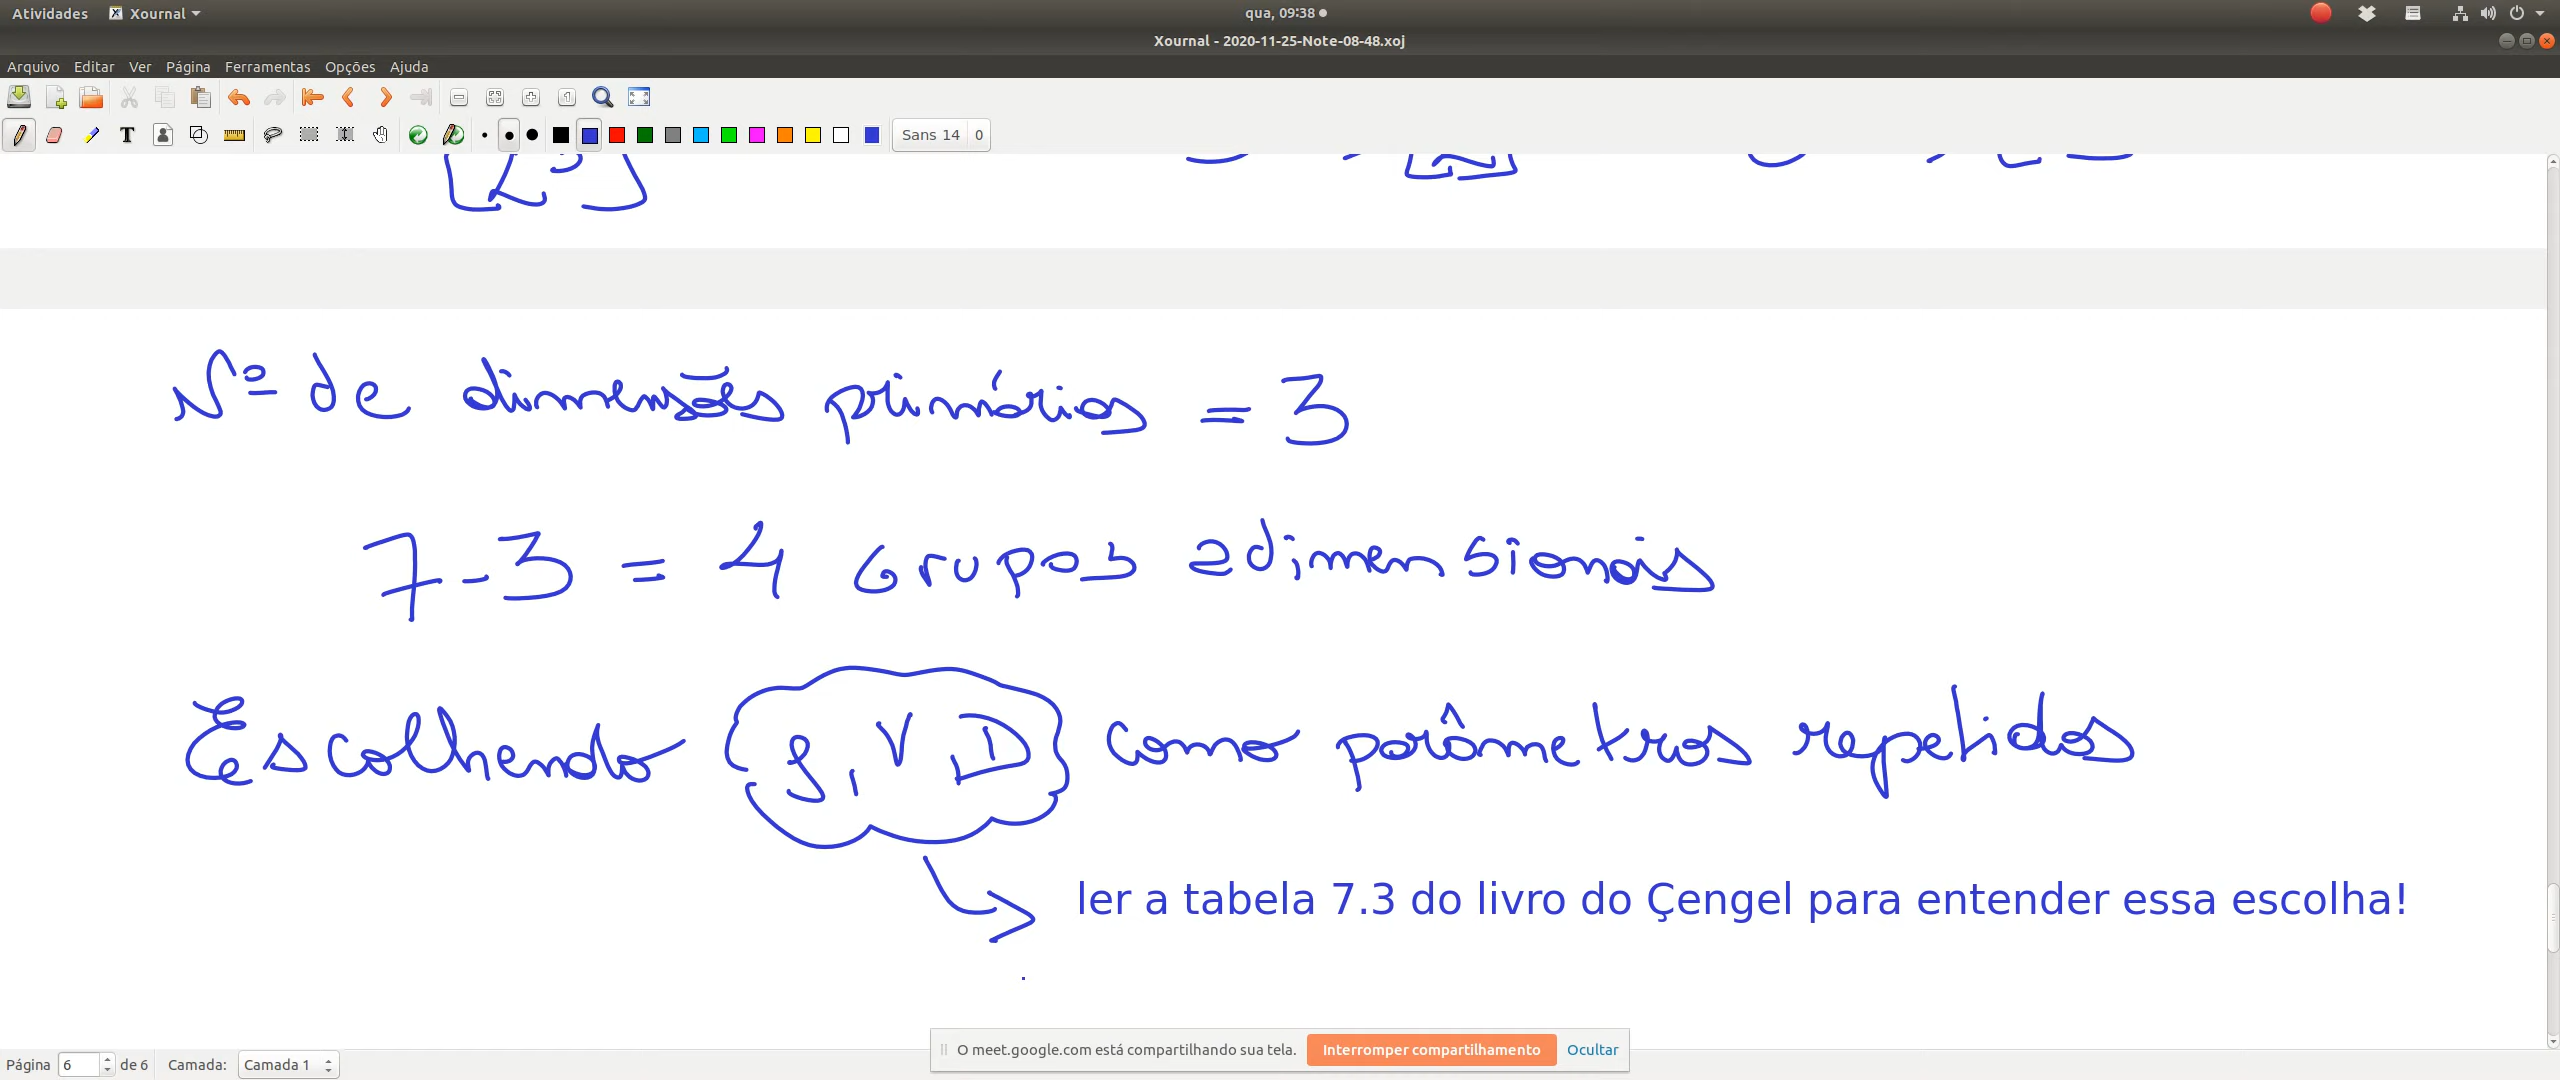 Atividades Xournal qua, 09:38
Xournal - 2020-11-25-Note-08-48.xoj
Arquivo Editar Ver Página Ferramentas Opções Ajuda
Sans 14 0
Nº de dimensões primárias = 3
7-3 = 4 Grupos adimensionais
Escolhendo ρ, V, D como parâmetros repetidos
ler a tabela 7.3 do livro do Çengel para entender essa escolha!
O meet.google.com está compartilhando sua tela. Interromper compartilhamento Ocultar
Página 6 de 6 Camada: Camada 1